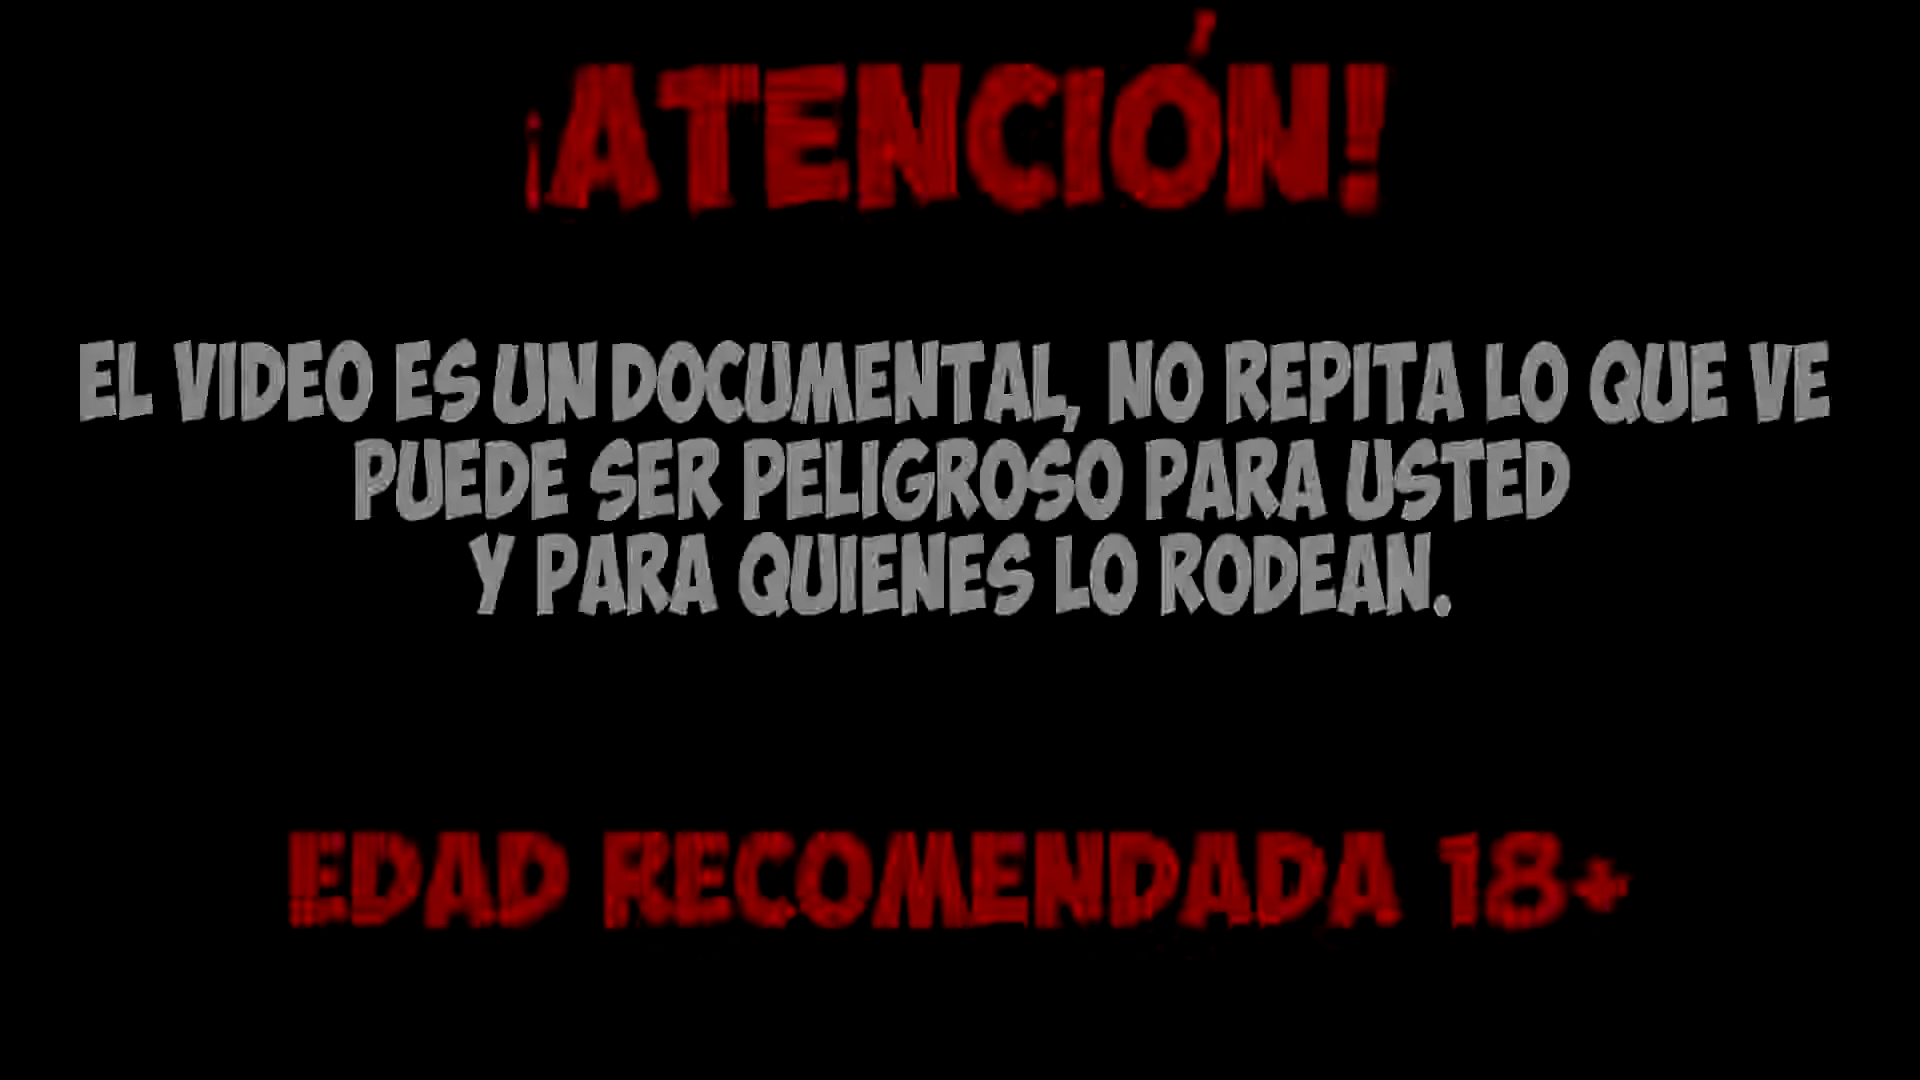 ¡ATENCIÓN!
EL VIDEO ES UN DOCUMENTAL, NO REPITA LO QUE VE
PUEDE SER PELIGROSO PARA USTED
Y PARA QUIENES LO RODEAN.
EDAD RECOMENDADA 18+